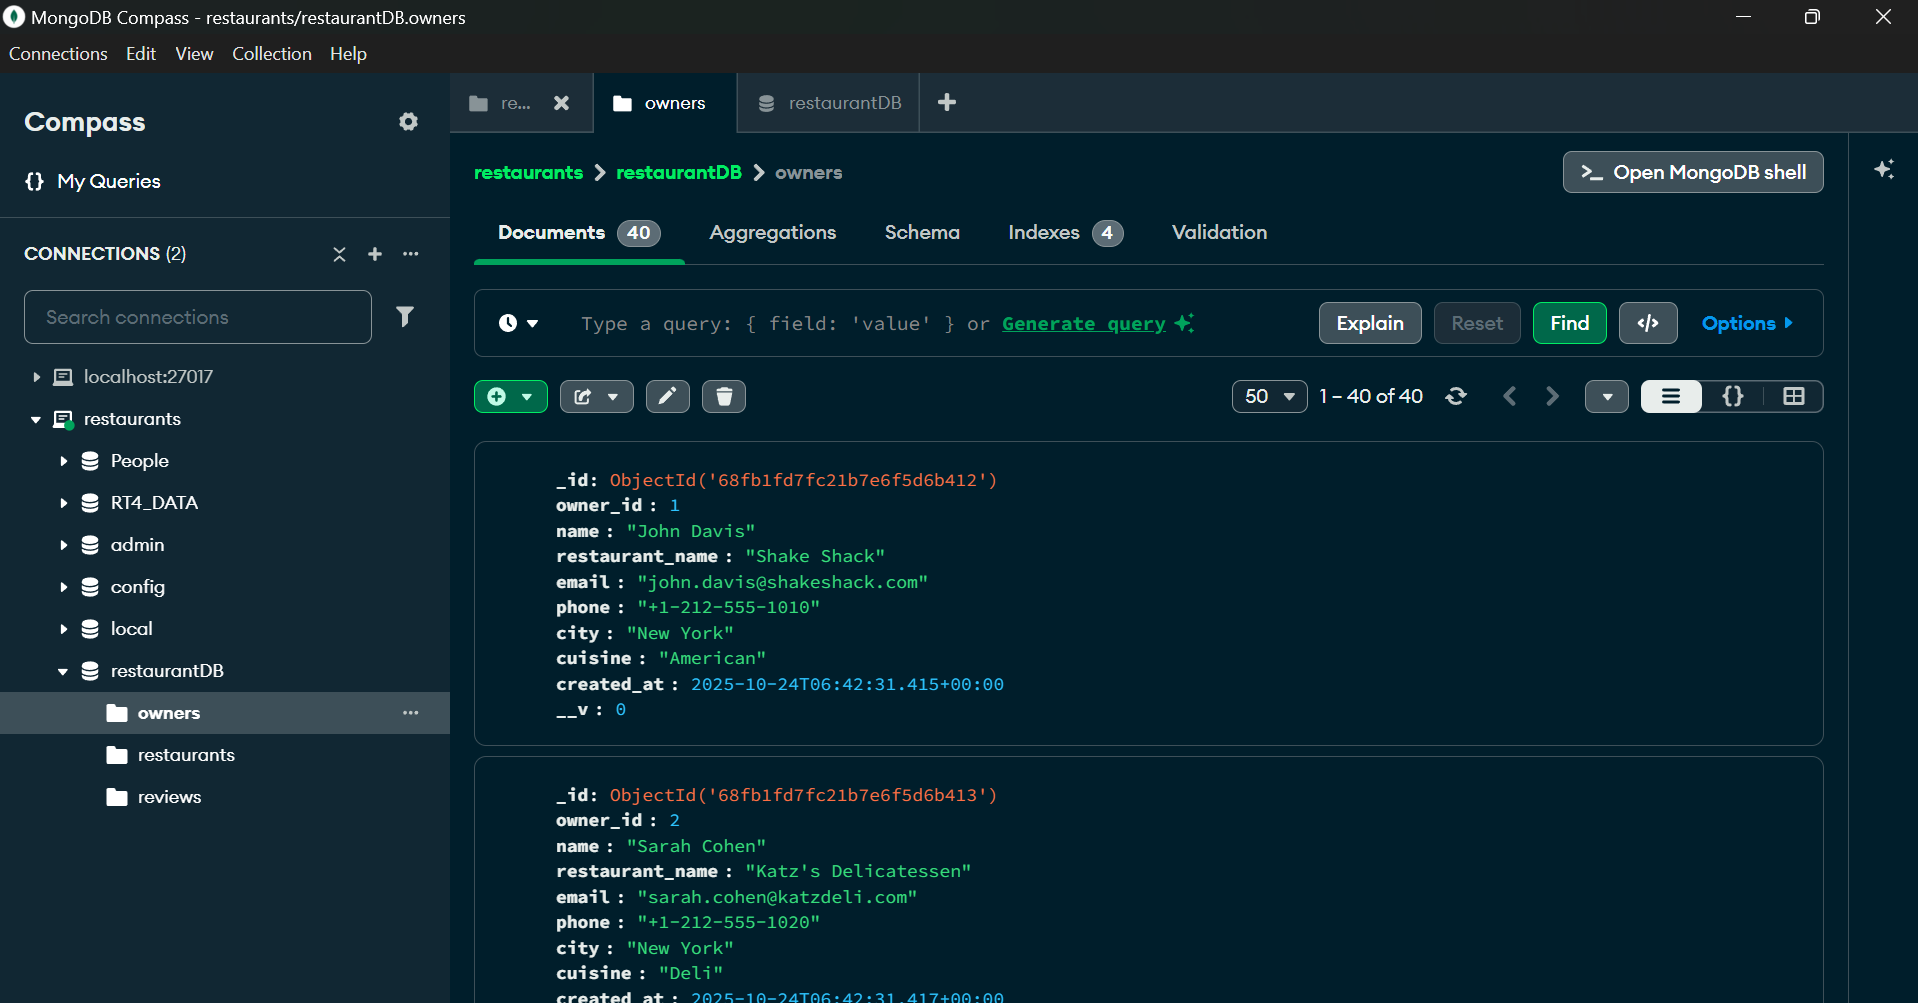 MongoDB Compass - restaurants/restaurantDB.owners
Connections Edit View Collection Help
Compass
{} My Queries
CONNECTIONS (2)
Search connections
localhost:27017
restaurants
People
RT4_DATA
admin
config
local
restaurantDB
owners
restaurants
reviews
re... owners restaurantDB
restaurants > restaurantDB > owners
>_ Open MongoDB shell
Documents 40 Aggregations Schema Indexes 4 Validation
Type a query: { field: 'value' } or Generate query
Explain Reset Find </> Options
50 1 – 40 of 40 {}
_id: ObjectId('68fb1fd7fc21b7e6f5d6b412')
owner_id : 1
name : "John Davis"
restaurant_name : "Shake Shack"
email : "john.davis@shakeshack.com"
phone : "+1-212-555-1010"
city : "New York"
cuisine : "American"
created_at : 2025-10-24T06:42:31.415+00:00
__v : 0
_id: ObjectId('68fb1fd7fc21b7e6f5d6b413')
owner_id : 2
name : "Sarah Cohen"
restaurant_name : "Katz's Delicatessen"
email : "sarah.cohen@katzdeli.com"
phone : "+1-212-555-1020"
city : "New York"
cuisine : "Deli"
created_at : 2025-10-24T06:42:31.417+00:00